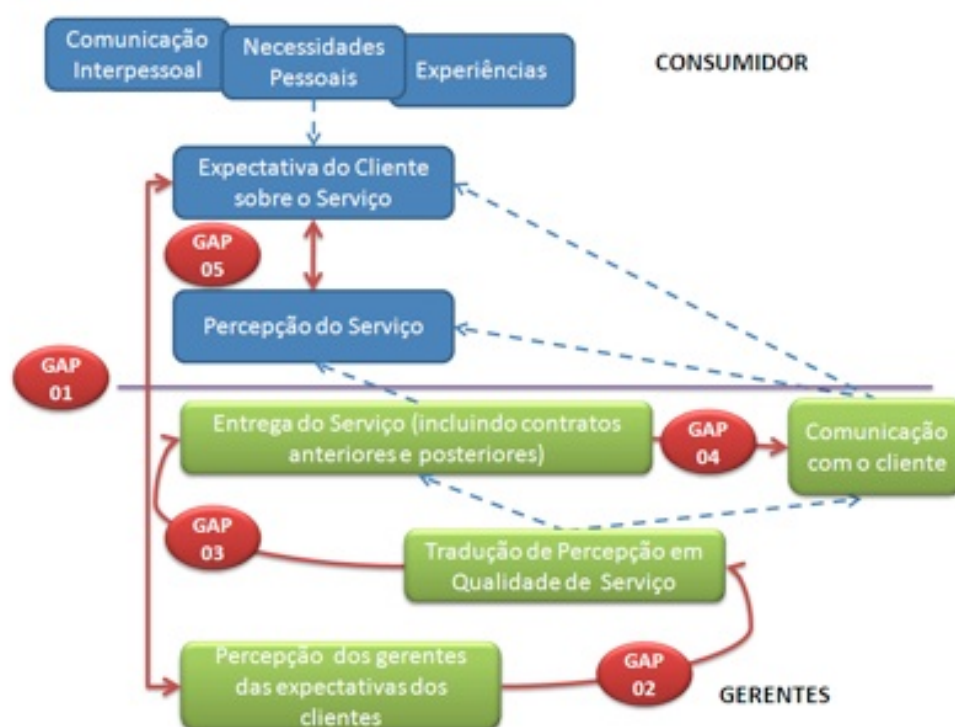 Comunicação
Interpessoal
Necessidades
Pessoais
Experiências
CONSUMIDOR
Expectativa do Cliente
sobre o Serviço
GAP
05
Percepção do Serviço
GAP
01
Entrega do Serviço (incluindo contratos
anteriores e posteriores)
GAP
04
Comunicação
com o cliente
GAP
03
Tradução de Percepção em
Qualidade de Serviço
Percepção dos gerentes
das expectativas dos
clientes
GAP
02
GERENTES